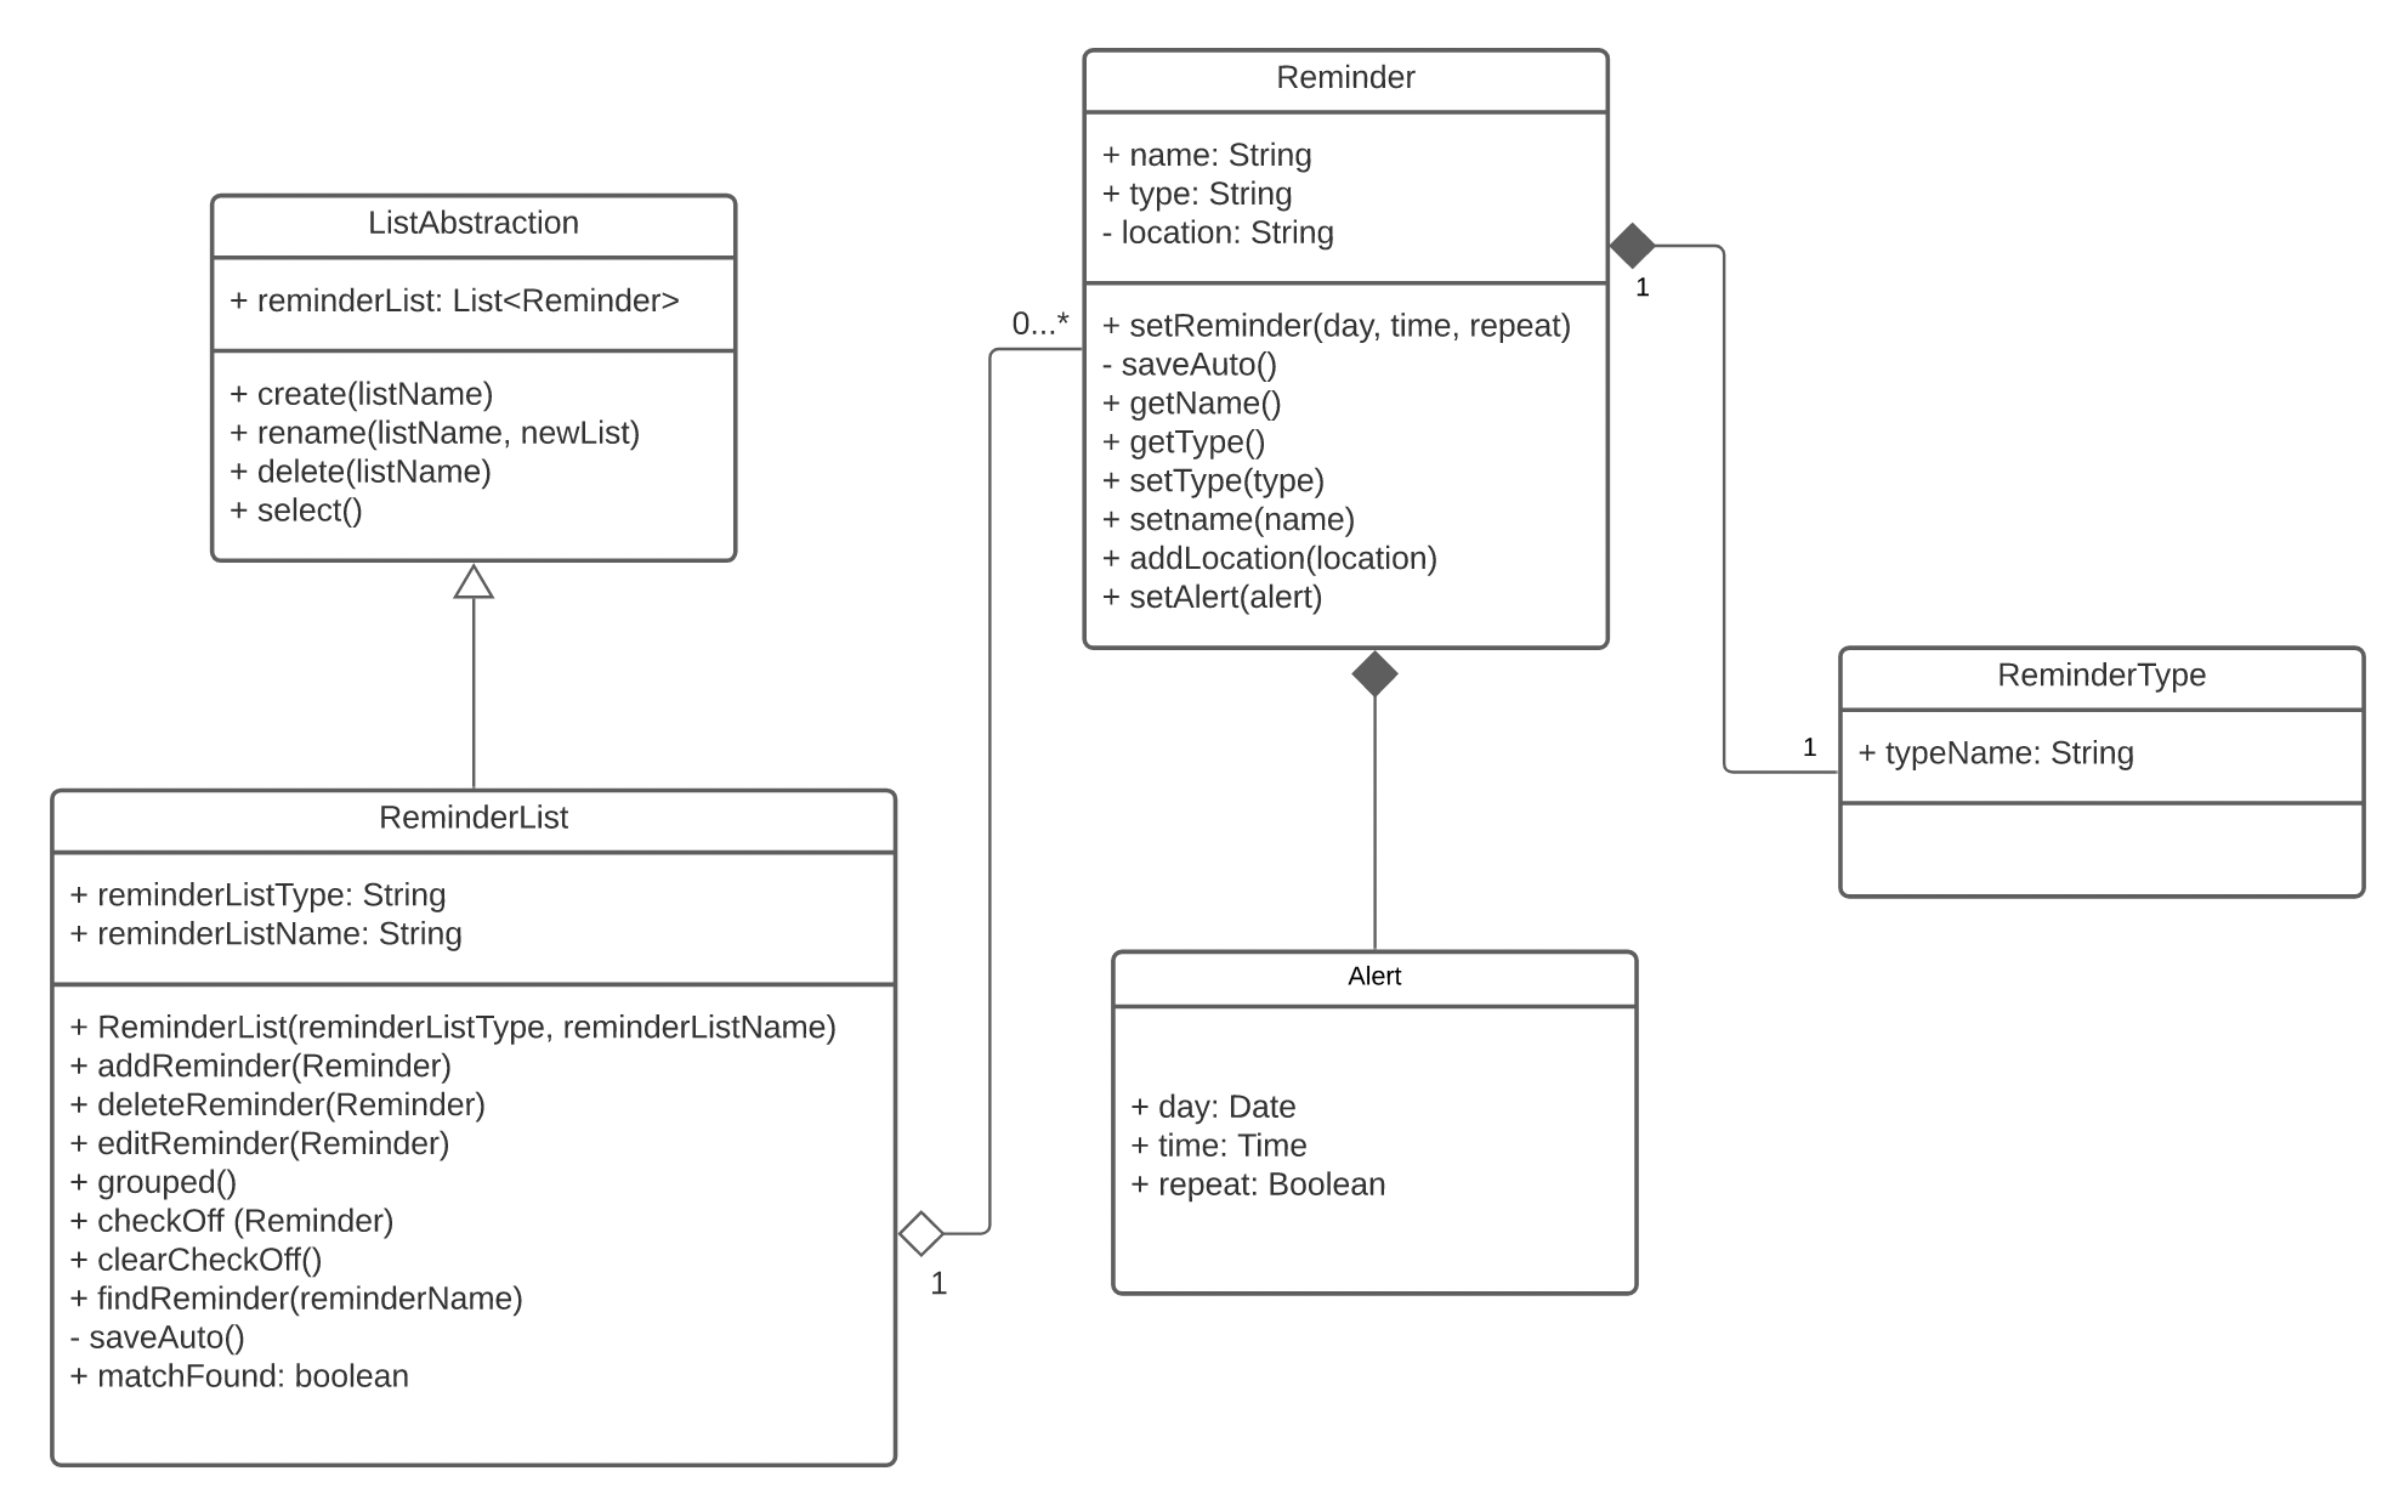 Reminder
+ name: String
+ type: String
- location: String
+ setReminder(day, time, repeat)
- saveAuto()
+ getName()
+ getType()
+ setType(type)
+ setname(name)
+ addLocation(location)
+ setAlert(alert)
ListAbstraction
+ reminderList: List<Reminder>
+ create(listName)
+ rename(listName, newList)
+ delete(listName)
+ select()
0...*
1
1
ReminderType
+ typeName: String
ReminderList
+ reminderListType: String
+ reminderListName: String
+ ReminderList(reminderListType, reminderListName)
+ addReminder(Reminder)
+ deleteReminder(Reminder)
+ editReminder(Reminder)
+ grouped()
+ checkOff (Reminder)
+ clearCheckOff()
+ findReminder(reminderName)
- saveAuto()
+ matchFound: boolean
1
Alert
+ day: Date
+ time: Time
+ repeat: Boolean